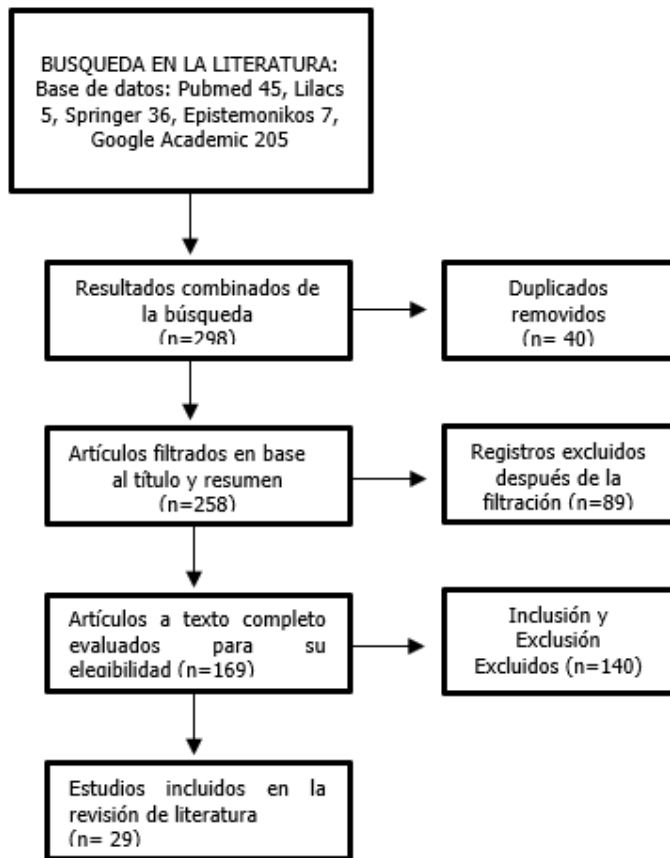 BUSQUEDA EN LA LITERATURA:
Base de datos: Pubmed 45, Lilacs
5, Springer 36, Epistemonikos 7,
Google Academic 205
Resultados combinados de
la búsqueda
(n=298)
Duplicados
removidos
(n= 40)
Artículos filtrados en base
al título y resumen
(n=258)
Registros excluidos
después de la
filtración (n=89)
Artículos a texto completo
evaluados para su
elegibilidad (n=169)
Inclusión y
Exclusión
Excluidos (n=140)
Estudios incluidos en la
revisión de literatura
(n= 29)